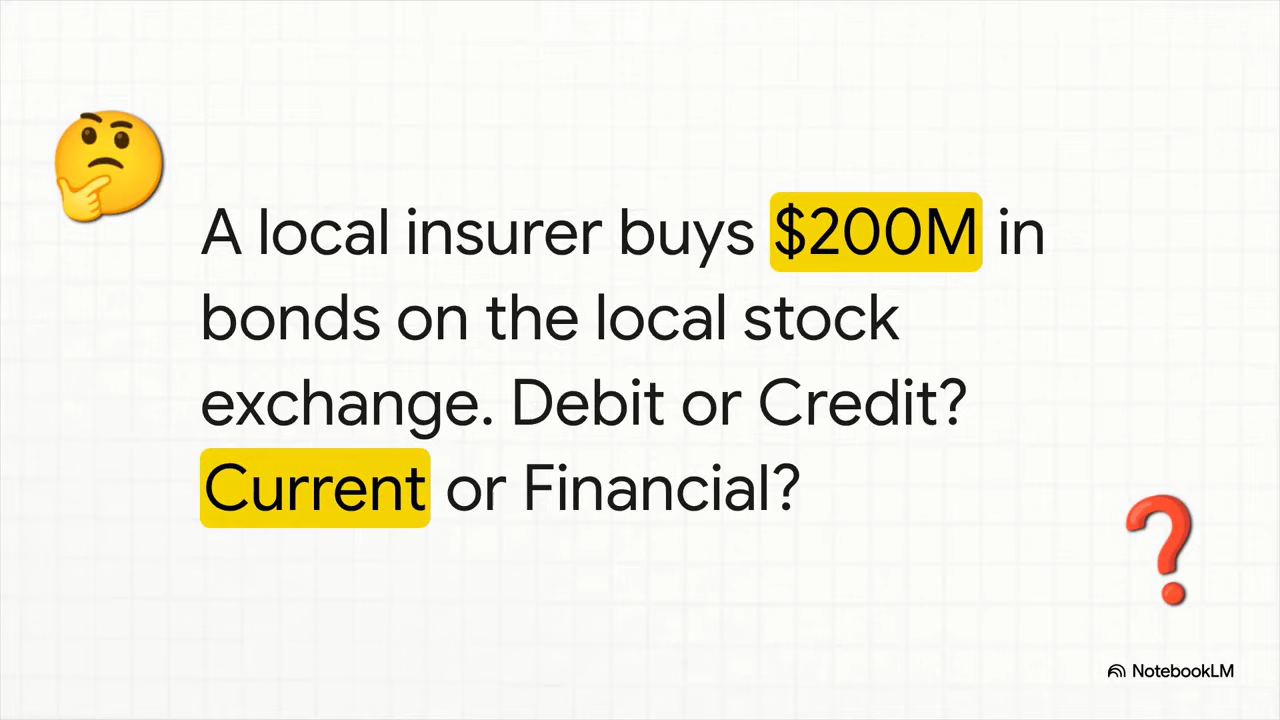 A local insurer buys $200M in
bonds on the local stock
exchange. Debit or Credit?
Current or Financial?
NotebookLM